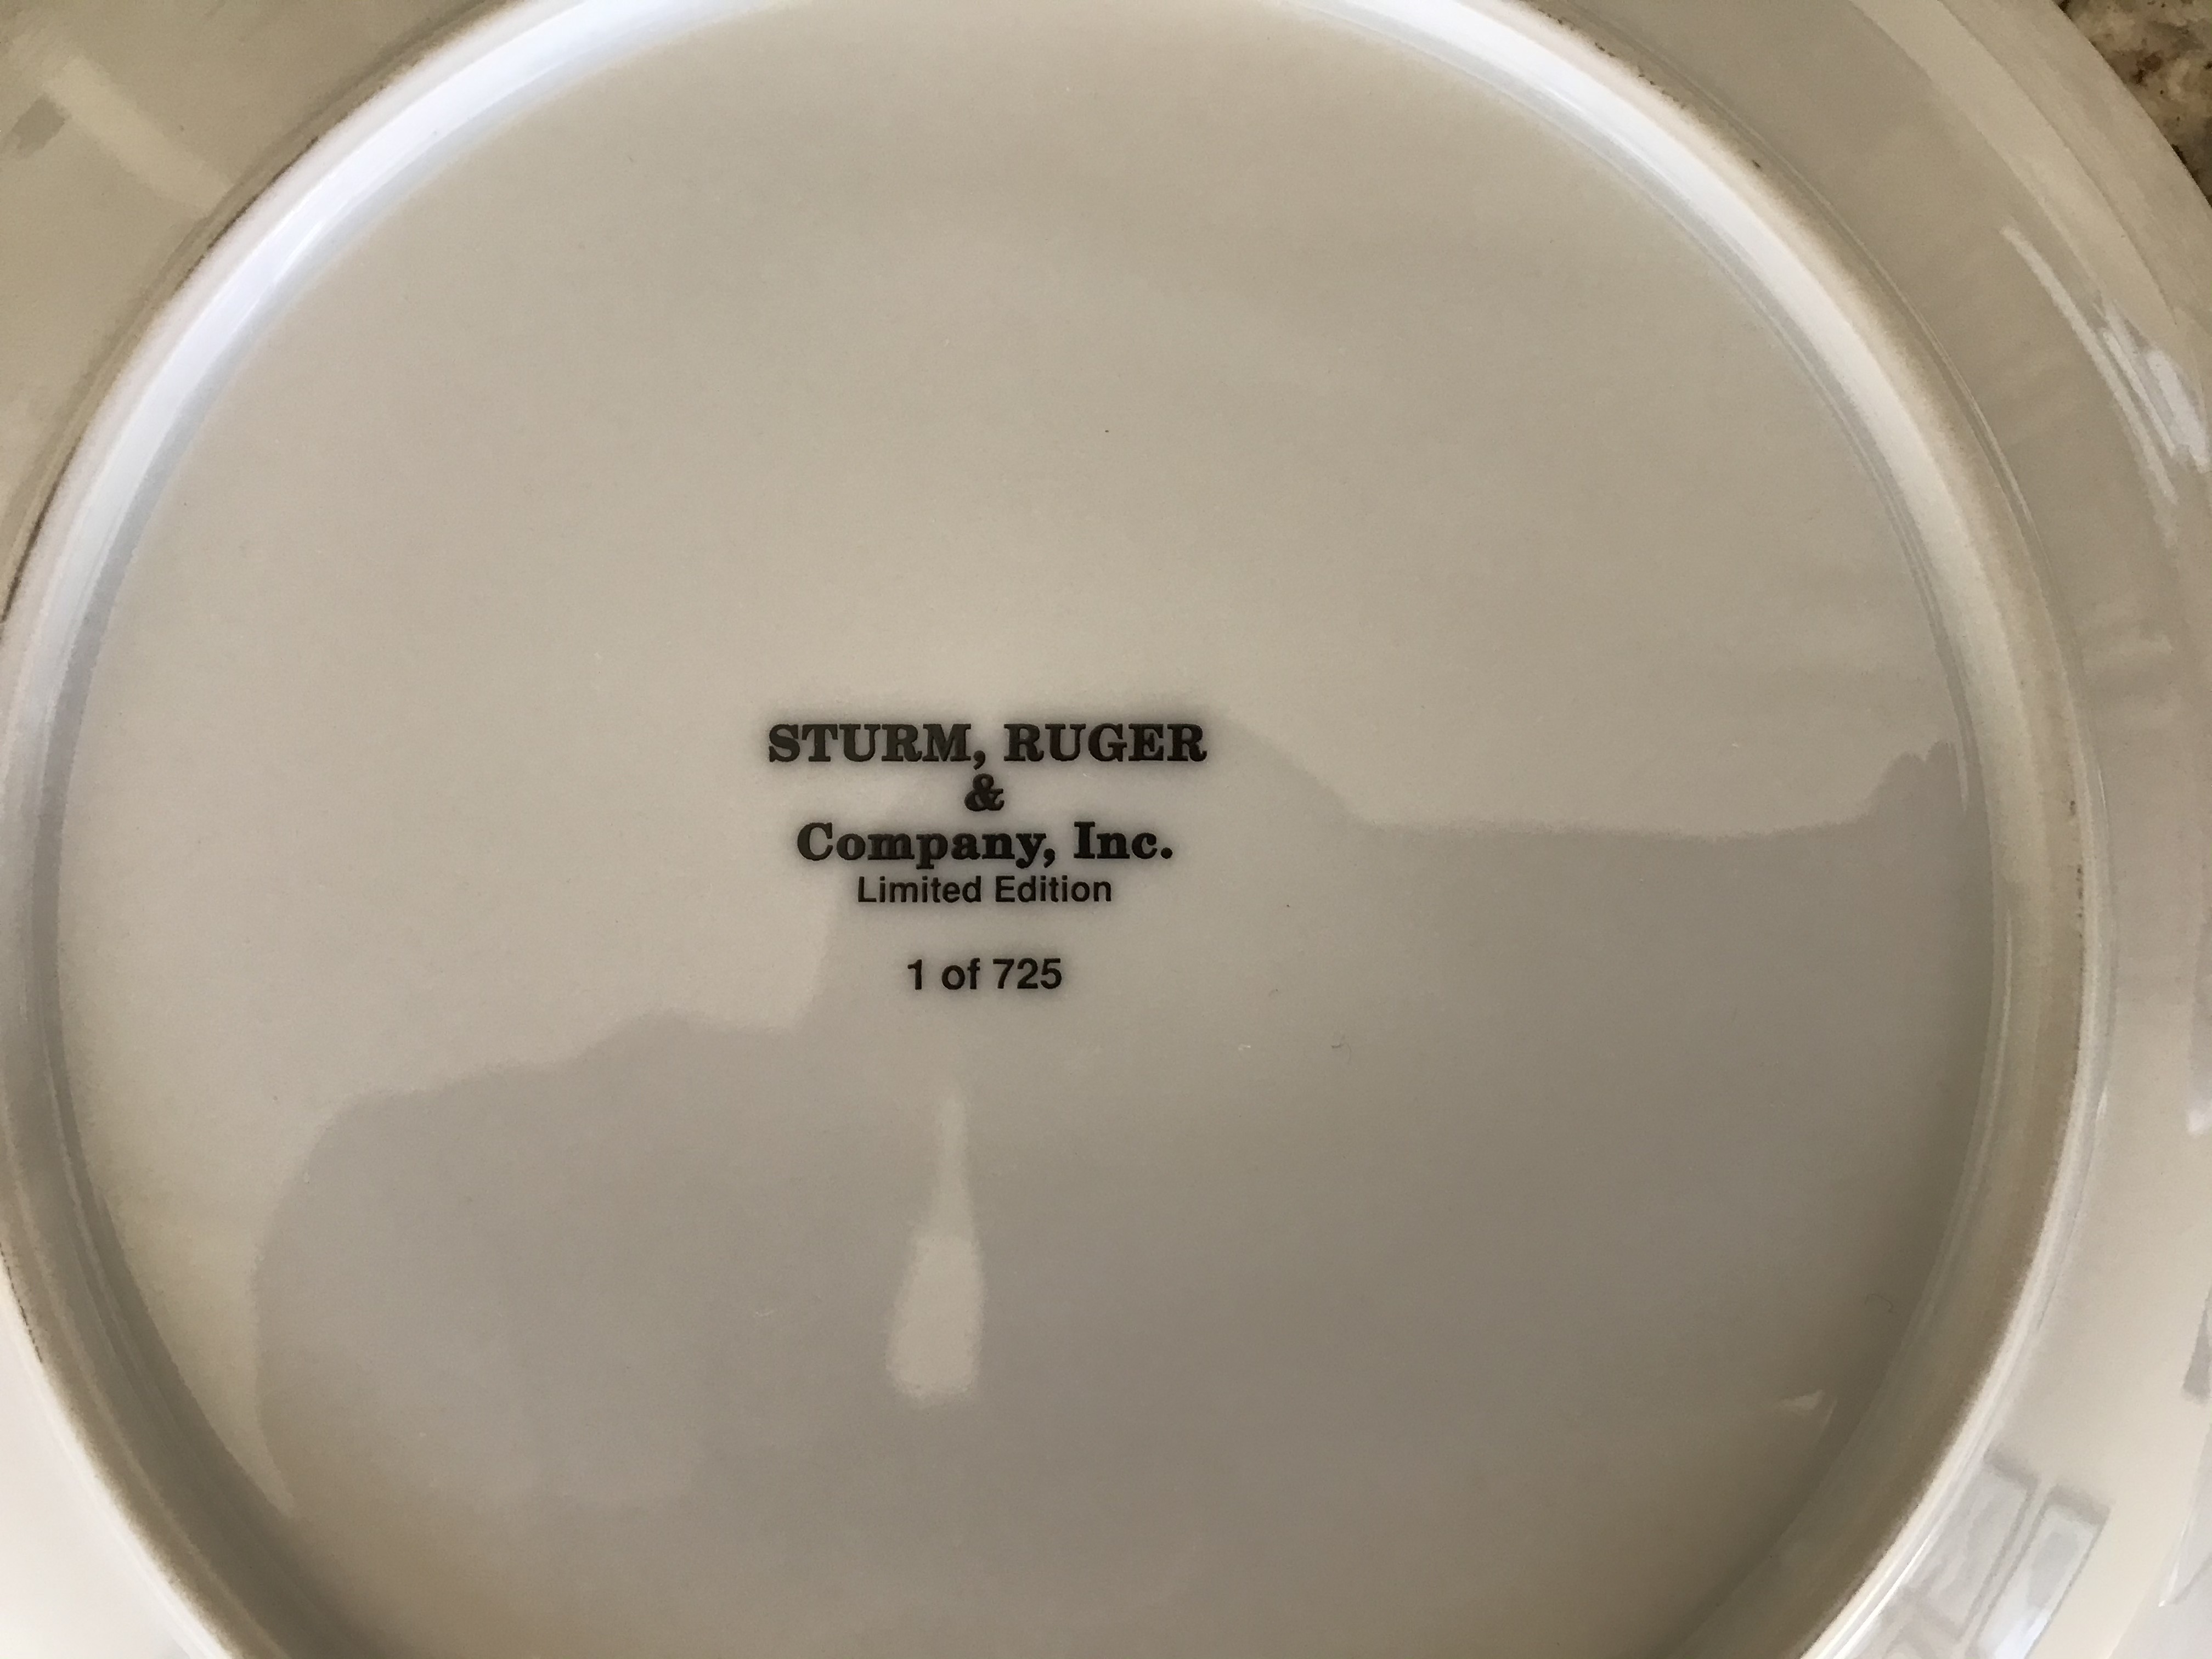 STURM, RUGER
&
Company, Inc.
Limited Edition
1 of 725